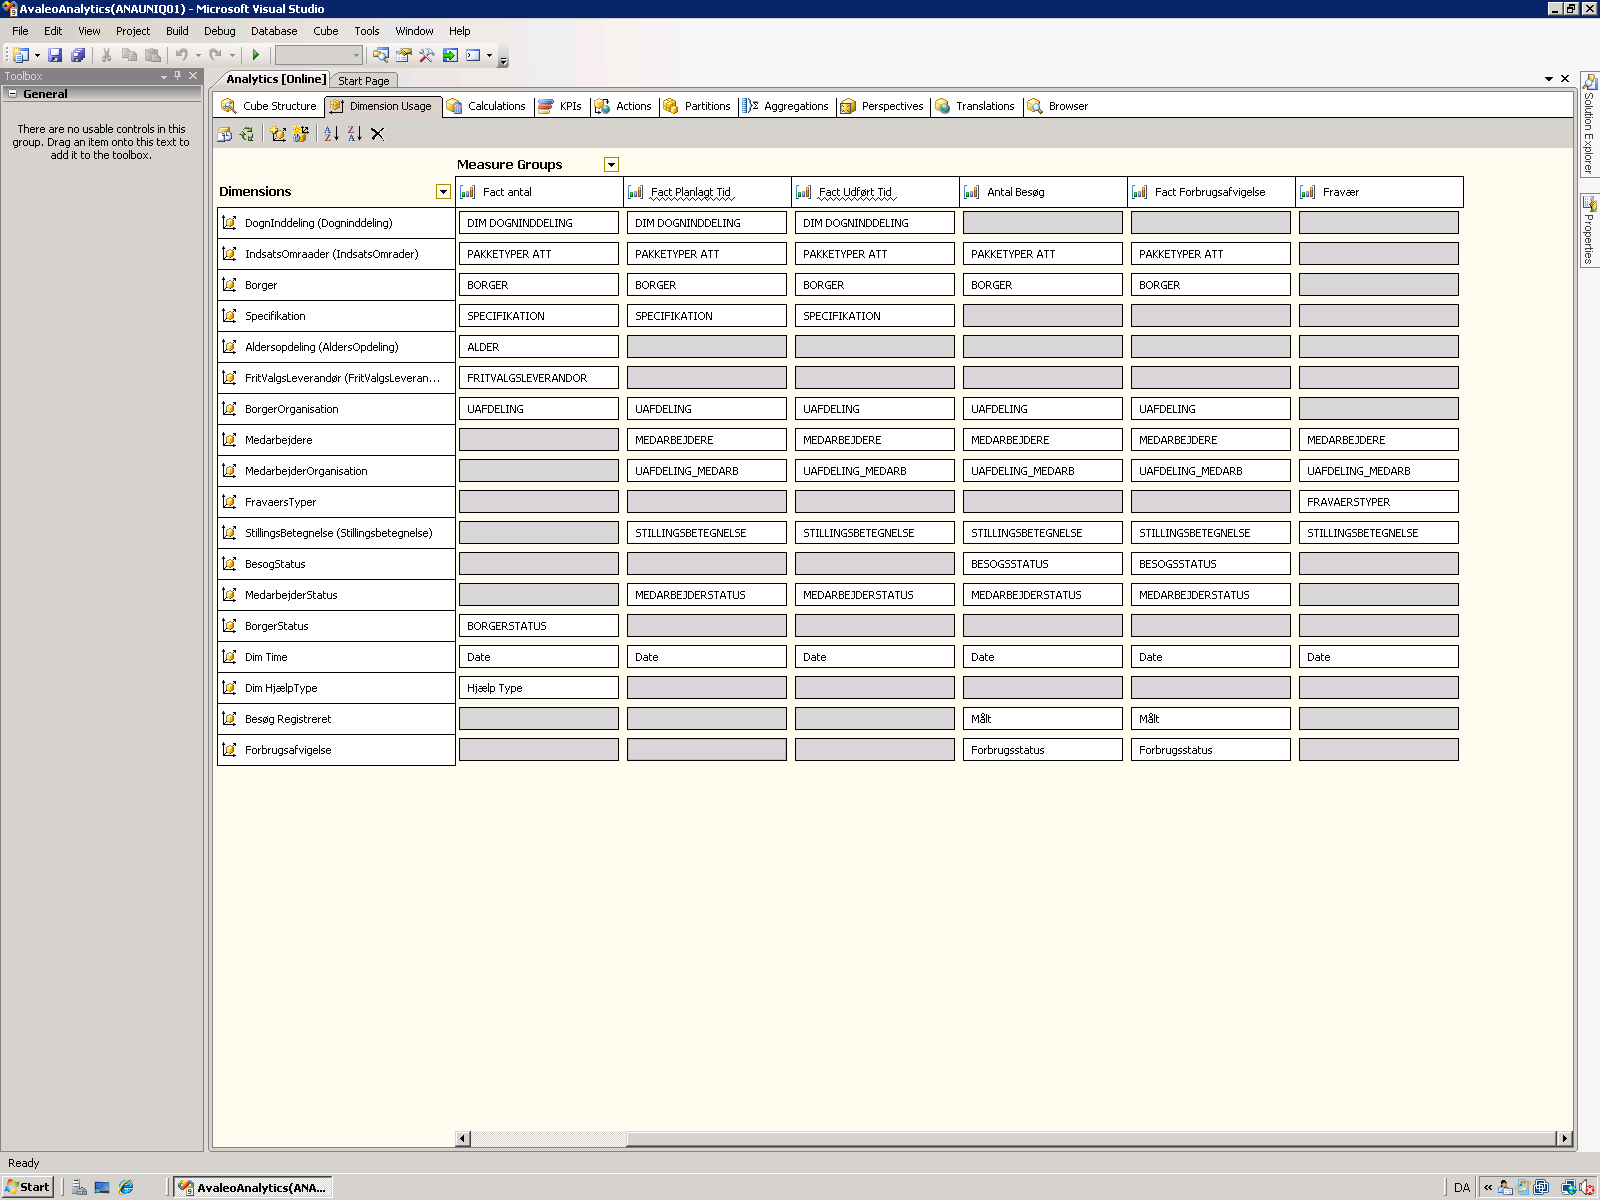 AvaleoAnalytics(ANAUNIQ01) - Microsoft Visual Studio
File Edit View Project Build Debug Database Cube Tools Window Help
Toolbox
General
There are no usable controls in this
group. Drag an item onto this text to
add it to the toolbox.
Analytics [Online] Start Page
Cube Structure Dimension Usage Calculations KPIs Actions Partitions Aggregations Perspectives Translations Browser
Measure Groups
Dimensions Fact antal Fact Planlagt Tid Fact Udført Tid Antal Besøg Fact Forbrugsafvigelse Fravær
DognInddeling (Dogninddeling) DIM DOGNINDDELING DIM DOGNINDDELING DIM DOGNINDDELING
IndsatsOmraader (IndsatsOmrader) PAKKETYPER ATT PAKKETYPER ATT PAKKETYPER ATT PAKKETYPER ATT PAKKETYPER ATT
Borger BORGER BORGER BORGER BORGER BORGER
Specifikation SPECIFIKATION SPECIFIKATION SPECIFIKATION
Aldersopdeling (AldersOpdeling) ALDER
FritValgsLeverandør (FritValgsLeveran... FRITVALGSLEVERANDOR
BorgerOrganisation UAFDELING UAFDELING UAFDELING UAFDELING UAFDELING
Medarbejdere MEDARBEJDERE MEDARBEJDERE MEDARBEJDERE MEDARBEJDERE MEDARBEJDERE
MedarbejderOrganisation UAFDELING_MEDARB UAFDELING_MEDARB UAFDELING_MEDARB UAFDELING_MEDARB UAFDELING_MEDARB
FravaersTyper FRAVAERSTYPER
StillingsBetegnelse (Stillingsbetegnelse) STILLINGSBETEGNELSE STILLINGSBETEGNELSE STILLINGSBETEGNELSE STILLINGSBETEGNELSE STILLINGSBETEGNELSE
BesogStatus BESOGSSTATUS BESOGSSTATUS
MedarbejderStatus MEDARBEJDERSTATUS MEDARBEJDERSTATUS MEDARBEJDERSTATUS MEDARBEJDERSTATUS
BorgerStatus BORGERSTATUS
Dim Time Date Date Date Date Date Date
Dim HjælpType Hjælp Type
Besøg Registreret Målt Målt
Forbrugsafvigelse Forbrugsstatus Forbrugsstatus
Solution Explorer
Properties
Ready
Start AvaleoAnalytics(ANA... DA